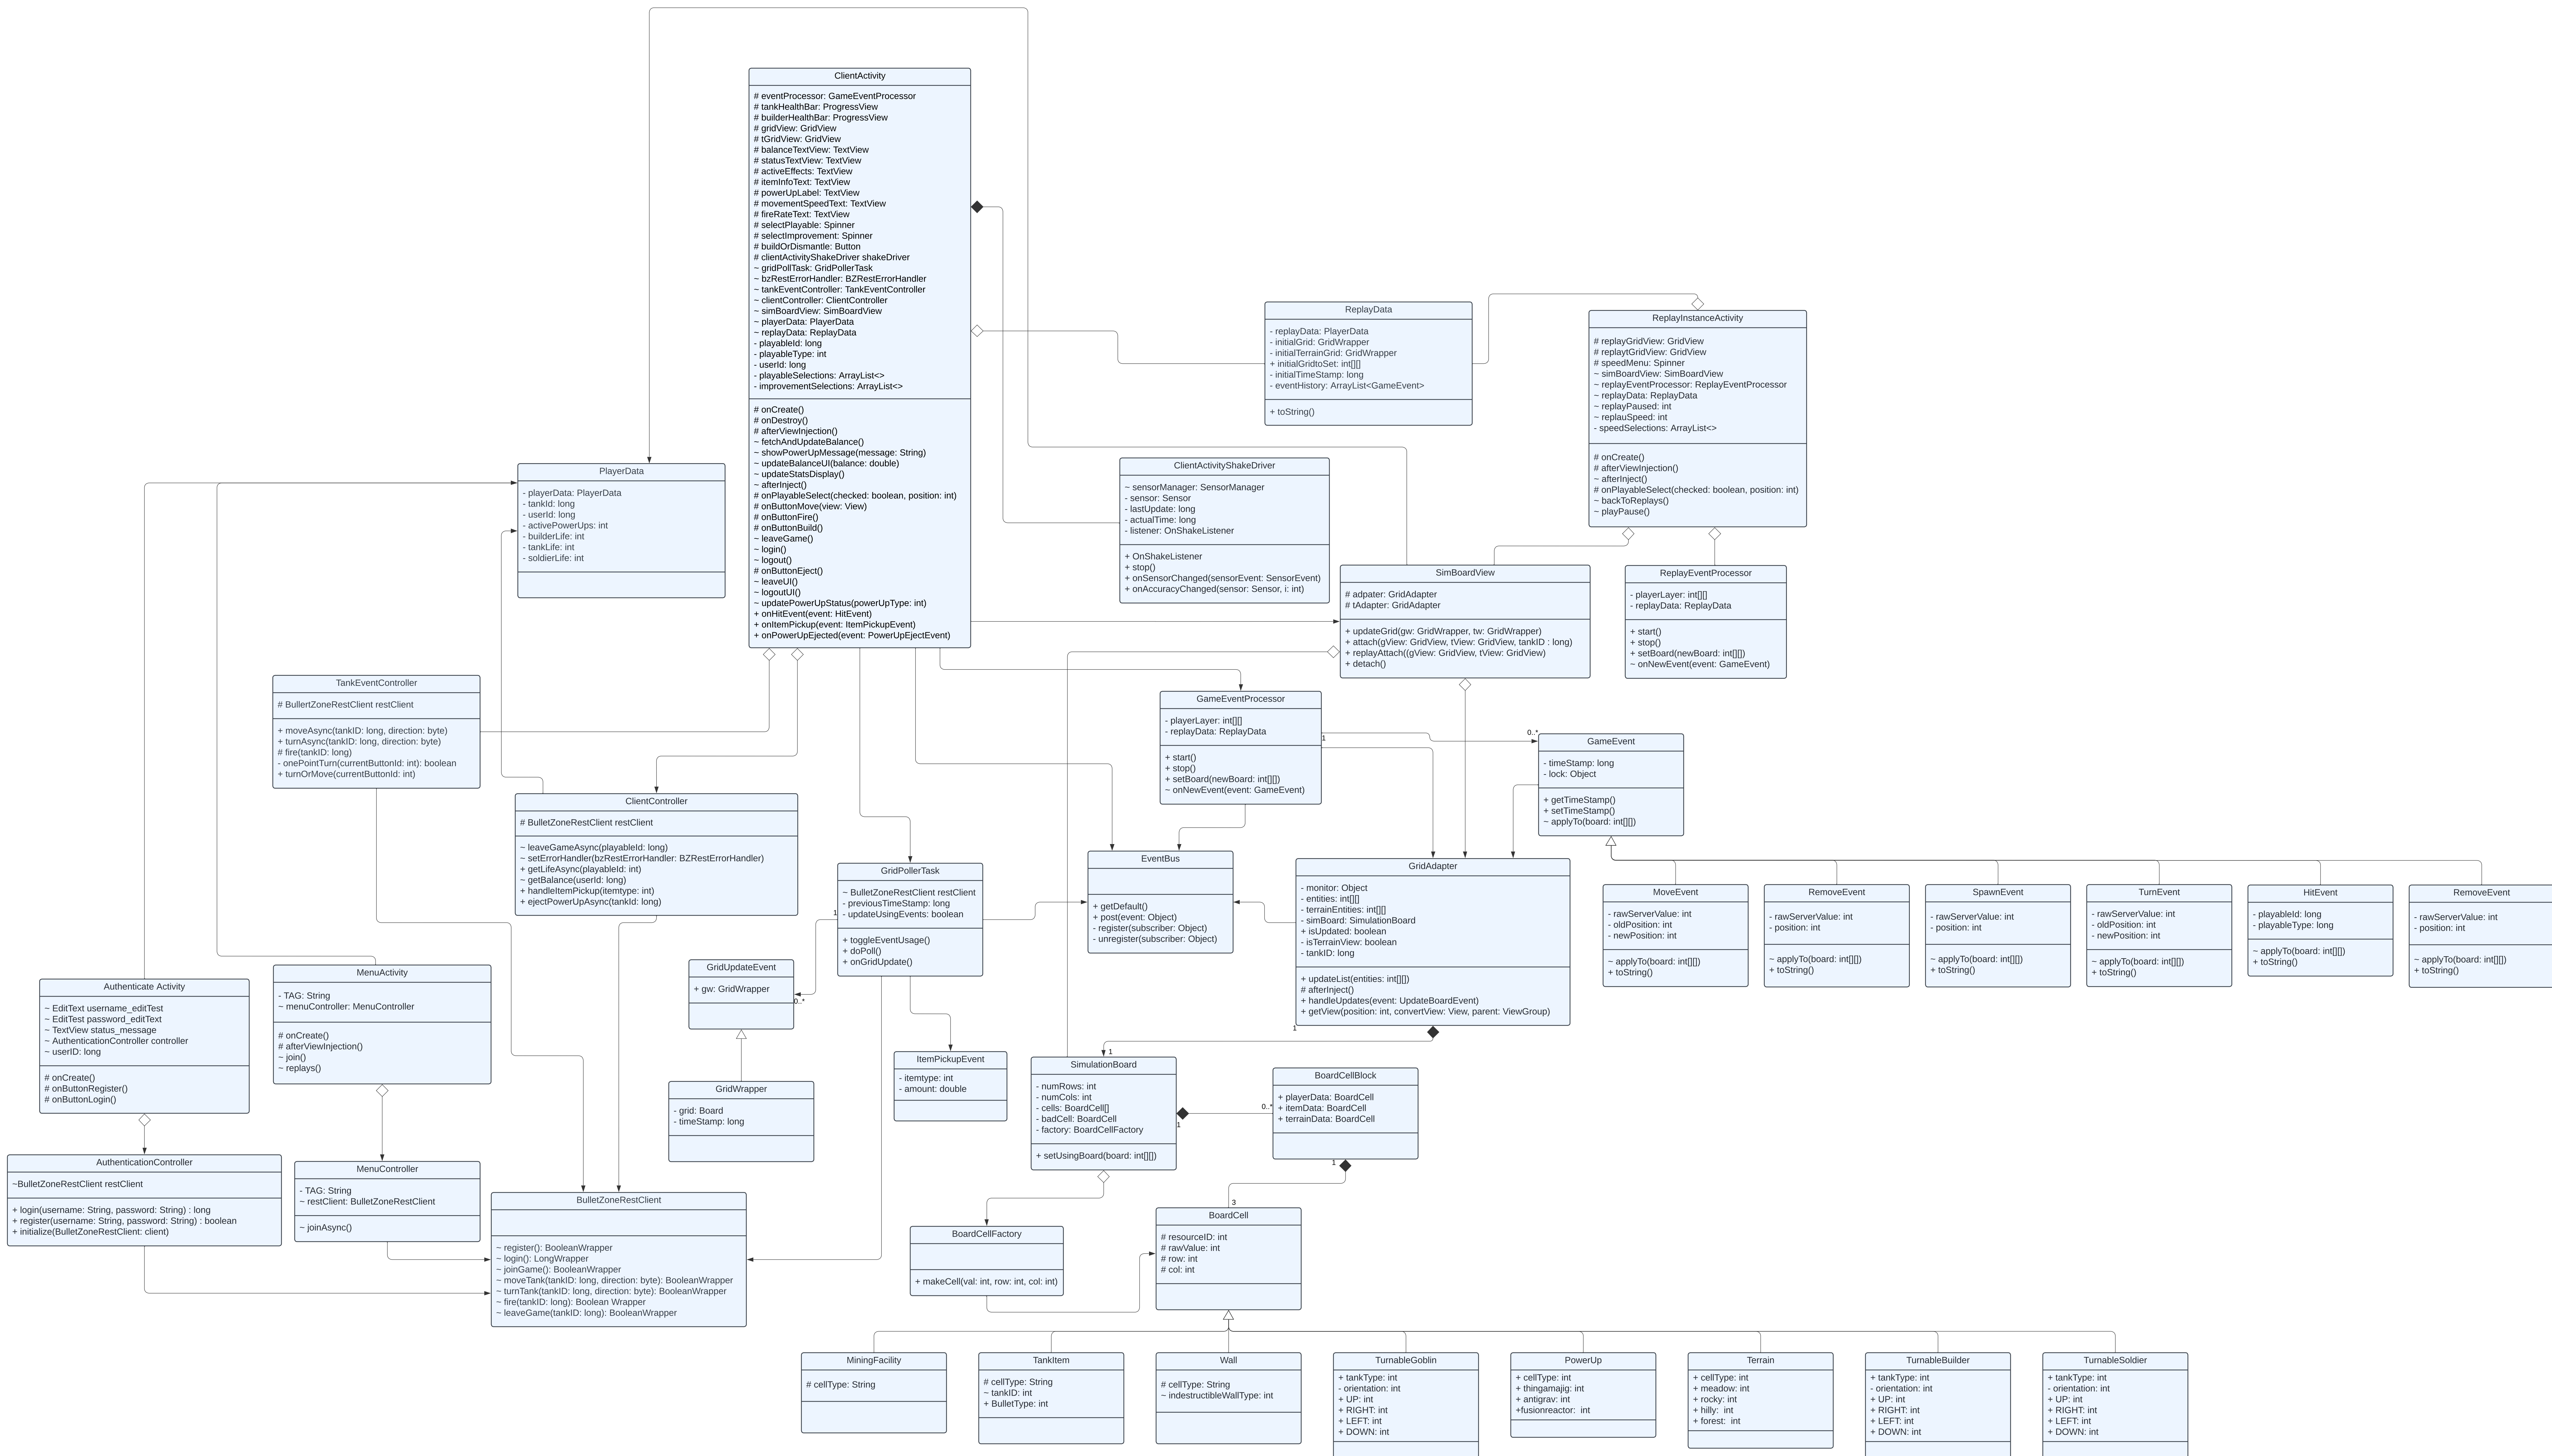 ClientActivity
# eventProcessor: GameEventProcessor
# tankHealthBar: ProgressView
# builderHealthBar: ProgressView
# gridView: GridView
# tGridView: GridView
# balanceTextView: TextView
# statusTextView: TextView
# activeEffects: TextView
# itemInfoText: TextView
# powerUpLabel: TextView
# movementSpeedText: TextView
# fireRateText: TextView
# selectPlayable: Spinner
# selectImprovement: Spinner
# buildOrDismantle: Button
# clientActivityShakeDriver shakeDriver
~ gridPollTask: GridPollerTask
~ bzRestErrorHandler: BZRestErrorHandler
~ tankEventController: TankEventController
~ clientController: ClientController
~ simBoardView: SimBoardView
~ playerData: PlayerData
~ replayData: ReplayData
- playableId: long
- playableType: int
- userId: long
- playableSelections: ArrayList<>
- improvementSelections: ArrayList<>
# onCreate()
# onDestroy()
# afterViewInjection()
~ fetchAndUpdateBalance()
~ showPowerUpMessage(message: String)
~ updateBalanceUI(balance: double)
~ updateStatsDisplay()
~ afterInject()
# onPlayableSelect(checked: boolean, position: int)
# onButtonMove(view: View)
# onButtonFire()
# onButtonBuild()
~ leaveGame()
~ login()
~ logout()
# onButtonEject()
~ leaveUI()
~ logoutUI()
~ updatePowerUpStatus(powerUpType: int)
+ onHitEvent(event: HitEvent)
+ onItemPickup(event: ItemPickupEvent)
+ onPowerUpEjected(event: PowerUpEjectEvent)
ReplayData
- replayData: PlayerData
- initialGrid: GridWrapper
- initialTerrainGrid: GridWrapper
+ initialGridtoSet: int[][]
- initialTimeStamp: long
- eventHistory: ArrayList<GameEvent>
+ toString()
ReplayInstanceActivity
# replayGridView: GridView
# replaytGridView: GridView
# speedMenu: Spinner
~ simBoardView: SimBoardView
~ replayEventProcessor: ReplayEventProcessor
~ replayData: ReplayData
~ replayPaused: int
~ replauSpeed: int
- speedSelections: ArrayList<>
# onCreate()
# afterViewInjection()
~ afterInject()
# onPlayableSelect(checked: boolean, position: int)
~ backToReplays()
~ playPause()
PlayerData
- playerData: PlayerData
- tankId: long
- userId: long
- activePowerUps: int
- builderLife: int
- tankLife: int
- soldierLife: int
ClientActivityShakeDriver
~ sensorManager: SensorManager
- sensor: Sensor
- lastUpdate: long
- actualTime: long
- listener: OnShakeListener
+ OnShakeListener
+ stop()
+ onSensorChanged(sensorEvent: SensorEvent)
+ onAccuracyChanged(sensor: Sensor, i: int)
SimBoardView
# adpater: GridAdapter
# tAdapter: GridAdapter
+ updateGrid(gw: GridWrapper, tw: GridWrapper)
+ attach(gView: GridView, tView: GridView, tankID : long)
+ replayAttach((gView: GridView, tView: GridView)
+ detach()
ReplayEventProcessor
- playerLayer: int[][]
- replayData: ReplayData
+ start()
+ stop()
+ setBoard(newBoard: int[][])
~ onNewEvent(event: GameEvent)
TankEventController
# BullertZoneRestClient restClient
+ moveAsync(tankID: long, direction: byte)
+ turnAsync(tankID: long, direction: byte)
# fire(tankID: long)
- onePointTurn(currentButtonId: int): boolean
+ turnOrMove(currentButtonId: int)
GameEventProcessor
- playerLayer: int[][]
- replayData: ReplayData
+ start()
+ stop()
+ setBoard(newBoard: int[][])
~ onNewEvent(event: GameEvent)
1
0..*
GameEvent
- timeStamp: long
- lock: Object
+ getTimeStamp()
+ setTimeStamp()
~ applyTo(board: int[][])
ClientController
# BulletZoneRestClient restClient
~ leaveGameAsync(playableId: long)
~ setErrorHandler(bzRestErrorHandler: BZRestErrorHandler)
+ getLifeAsync(playableId: int)
~ getBalance(userId: long)
+ handleItemPickup(itemtype: int)
+ ejectPowerUpAsync(tankId: long)
GridPollerTask
~ BulletZoneRestClient restClient
- previousTimeStamp: long
- updateUsingEvents: boolean
+ toggleEventUsage()
+ doPoll()
+ onGridUpdate()
1
0..*
EventBus
+ getDefault()
+ post(event: Object)
- register(subscriber: Object)
- unregister(subscriber: Object)
GridAdapter
- monitor: Object
- entities: int[][]
- terrainEntities: int[][]
- simBoard: SimulationBoard
+ isUpdated: boolean
- isTerrainView: boolean
- tankID: long
+ updateList(entities: int[][])
# afterInject()
+ handleUpdates(event: UpdateBoardEvent)
+ getView(position: int, convertView: View, parent: ViewGroup)
1
1
MoveEvent
- rawServerValue: int
- oldPosition: int
- newPosition: int
~ applyTo(board: int[][])
+ toString()
RemoveEvent
- rawServerValue: int
- position: int
~ applyTo(board: int[][])
+ toString()
SpawnEvent
- rawServerValue: int
- position: int
~ applyTo(board: int[][])
+ toString()
TurnEvent
- rawServerValue: int
- oldPosition: int
- newPosition: int
~ applyTo(board: int[][])
+ toString()
HitEvent
- playableId: long
- playableType: long
~ applyTo(board: int[][])
+ toString()
RemoveEvent
- rawServerValue: int
- position: int
~ applyTo(board: int[][])
+ toString()
GridUpdateEvent
+ gw: GridWrapper
Authenticate Activity
~ EditText username_editTest
~ EditTest password_editText
~ TextView status_message
~ AuthenticationController controller
~ userID: long
# onCreate()
# onButtonRegister()
# onButtonLogin()
MenuActivity
- TAG: String
~ menuController: MenuController
# onCreate()
# afterViewInjection()
~ join()
~ replays()
GridWrapper
- grid: Board
- timeStamp: long
ItemPickupEvent
- itemtype: int
- amount: double
SimulationBoard
- numRows: int
- numCols: int
- cells: BoardCell[]
- badCell: BoardCell
- factory: BoardCellFactory
+ setUsingBoard(board: int[][])
1
0..*
BoardCellBlock
+ playerData: BoardCell
+ itemData: BoardCell
+ terrainData: BoardCell
1
3
AuthenticationController
~BulletZoneRestClient restClient
+ login(username: String, password: String) : long
+ register(username: String, password: String) : boolean
+ initialize(BulletZoneRestClient: client)
MenuController
- TAG: String
~ restClient: BulletZoneRestClient
~ joinAsync()
BulletZoneRestClient
~ register(): BooleanWrapper
~ login(): LongWrapper
~ joinGame(): BooleanWrapper
~ moveTank(tankID: long, direction: byte): BooleanWrapper
~ turnTank(tankID: long, direction: byte): BooleanWrapper
~ fire(tankID: long): Boolean Wrapper
~ leaveGame(tankID: long): BooleanWrapper
BoardCellFactory
+ makeCell(val: int, row: int, col: int)
BoardCell
# resourceID: int
# rawValue: int
# row: int
# col: int
MiningFacility
# cellType: String
TankItem
# cellType: String
~ tankID: int
+ BulletType: int
Wall
# cellType: String
~ indestructibleWallType: int
TurnableGoblin
+ tankType: int
- orientation: int
+ UP: int
+ RIGHT: int
+ LEFT: int
+ DOWN: int
PowerUp
+ cellType: int
+ thingamajig: int
+ antigrav: int
+fusionreactor: int
Terrain
+ cellType: int
+ meadow: int
+ rocky: int
+ hilly: int
+ forest: int
TurnableBuilder
+ tankType: int
- orientation: int
+ UP: int
+ RIGHT: int
+ LEFT: int
+ DOWN: int
TurnableSoldier
+ tankType: int
- orientation: int
+ UP: int
+ RIGHT: int
+ LEFT: int
+ DOWN: int